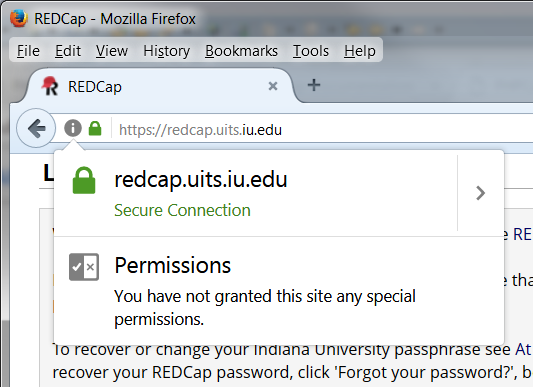 REDCap - Mozilla Firefox
File Edit View History Bookmarks Tools Help
REDCap
https://redcap.uits.iu.edu
redcap.uits.iu.edu
Secure Connection
RED
Permissions
tha
You have not granted this site any special
permissions.
To recover or change your Indiana University passphrase see At
recover your REDCap password, click 'Forgot your password?', b